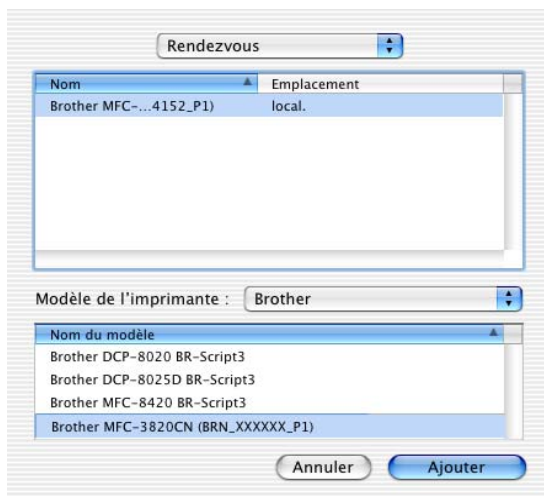 Rendezvous
Nom Emplacement
Brother MFC-...4152_P1) local.
Modèle de l'imprimante : Brother
Nom du modèle
Brother DCP-8020 BR-Script3
Brother DCP-8025D BR-Script3
Brother MFC-8420 BR-Script3
Brother MFC-3820CN (BRN_XXXXXX_P1)
Annuler Ajouter